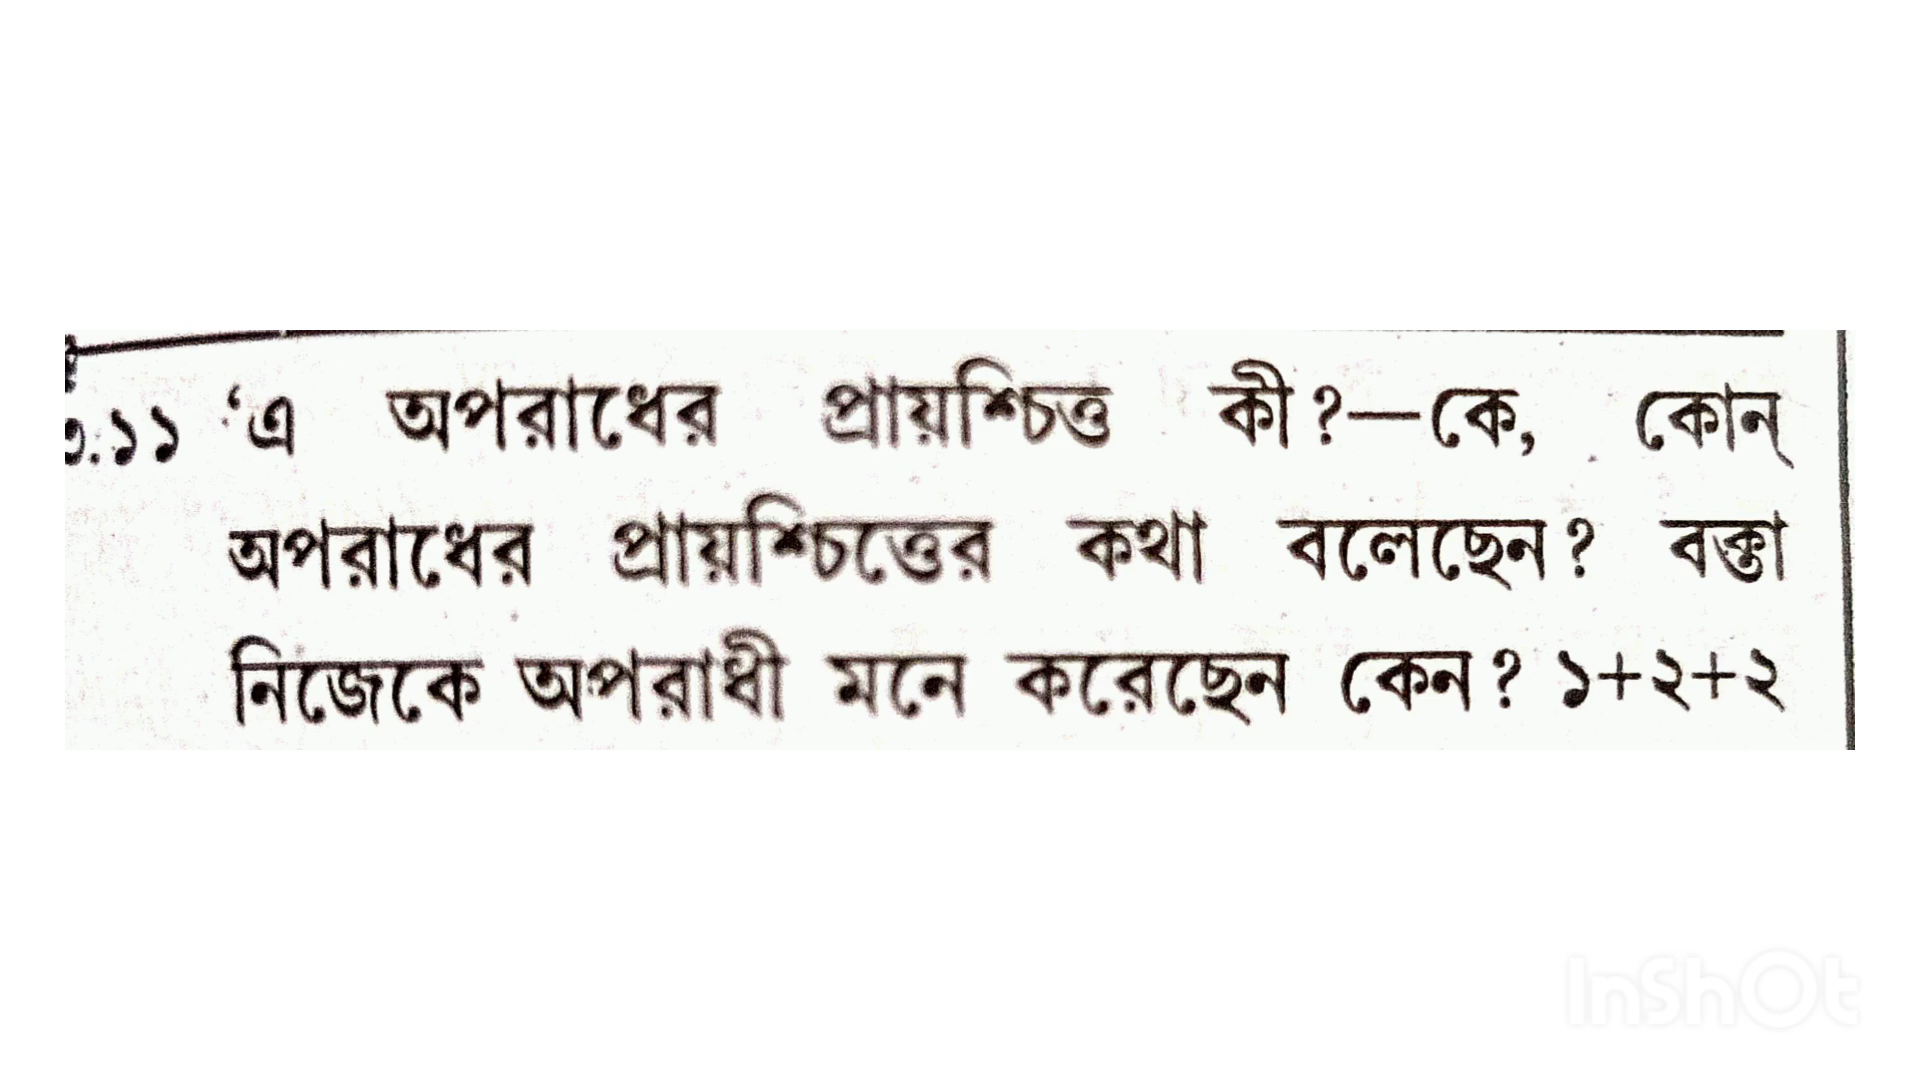 ৩.১১ ‘এ অপরাধের প্রায়শ্চিত্ত কী?—কে, কোন্
অপরাধের প্রায়শ্চিত্তের কথা বলেছেন? বক্তা
নিজেকে অপরাধী মনে করেছেন কেন? ১+২+২
InShOt